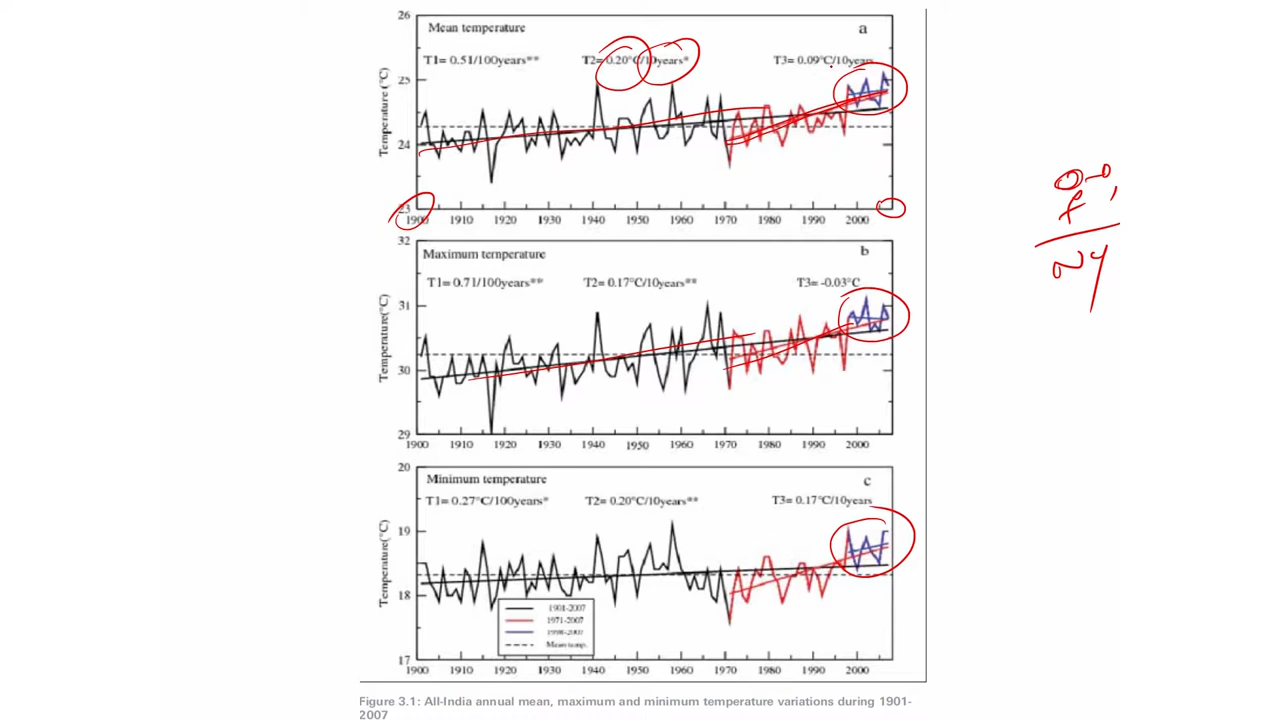 26
Mean temperature a
T1= 0.51/100years** T2= 0.20°C/10years* T3= 0.09°C/10years
25
Temperature (°C)
24
23
1900 1910 1920 1930 1940 1950 1960 1970 1980 1990 2000
32
Maximum temperature b
T1= 0.71/100years** T2= 0.17°C/10years** T3= -0.03°C
31
Temperature(°C)
30
29
1900 1910 1920 1930 1940 1950 1960 1970 1980 1990 2000
20
Minimum temperature c
T1= 0.27°C/100years* T2= 0.20°C/10years** T3= 0.17°C/10years
19
Temperature(°C)
18
1901-2007
1971-2007
1998-2007
Mean temp.
17
1900 1910 1920 1930 1940 1950 1960 1970 1980 1990 2000
Figure 3.1: All-India annual mean, maximum and minimum temperature variations during 1901-
2007